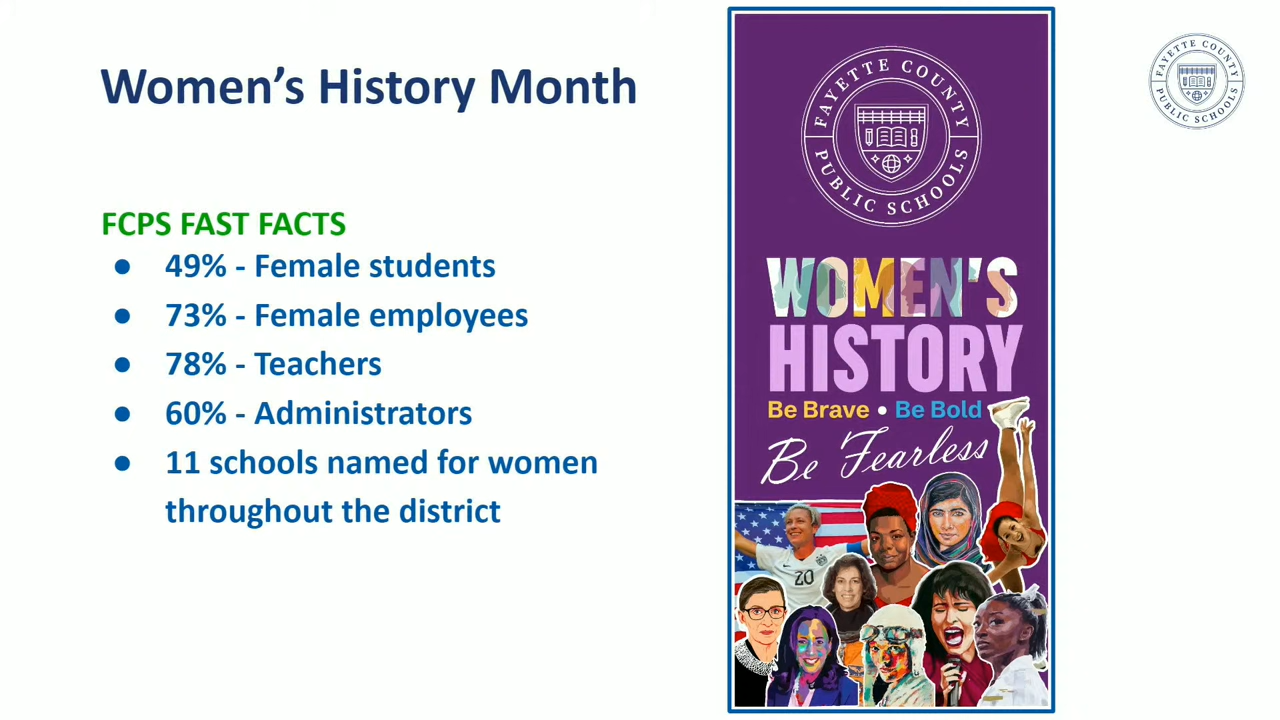 Women's History Month
FCPS FAST FACTS
● 49% - Female students
● 73% - Female employees
● 78% - Teachers
● 60% - Administrators
● 11 schools named for women
throughout the district
FAYETTE COUNTY
PUBLIC SCHOOLS
WOMEN'S
HISTORY
Be Brave • Be Bold
Be Fearless
20
FAYETTE COUNTY
PUBLIC SCHOOLS